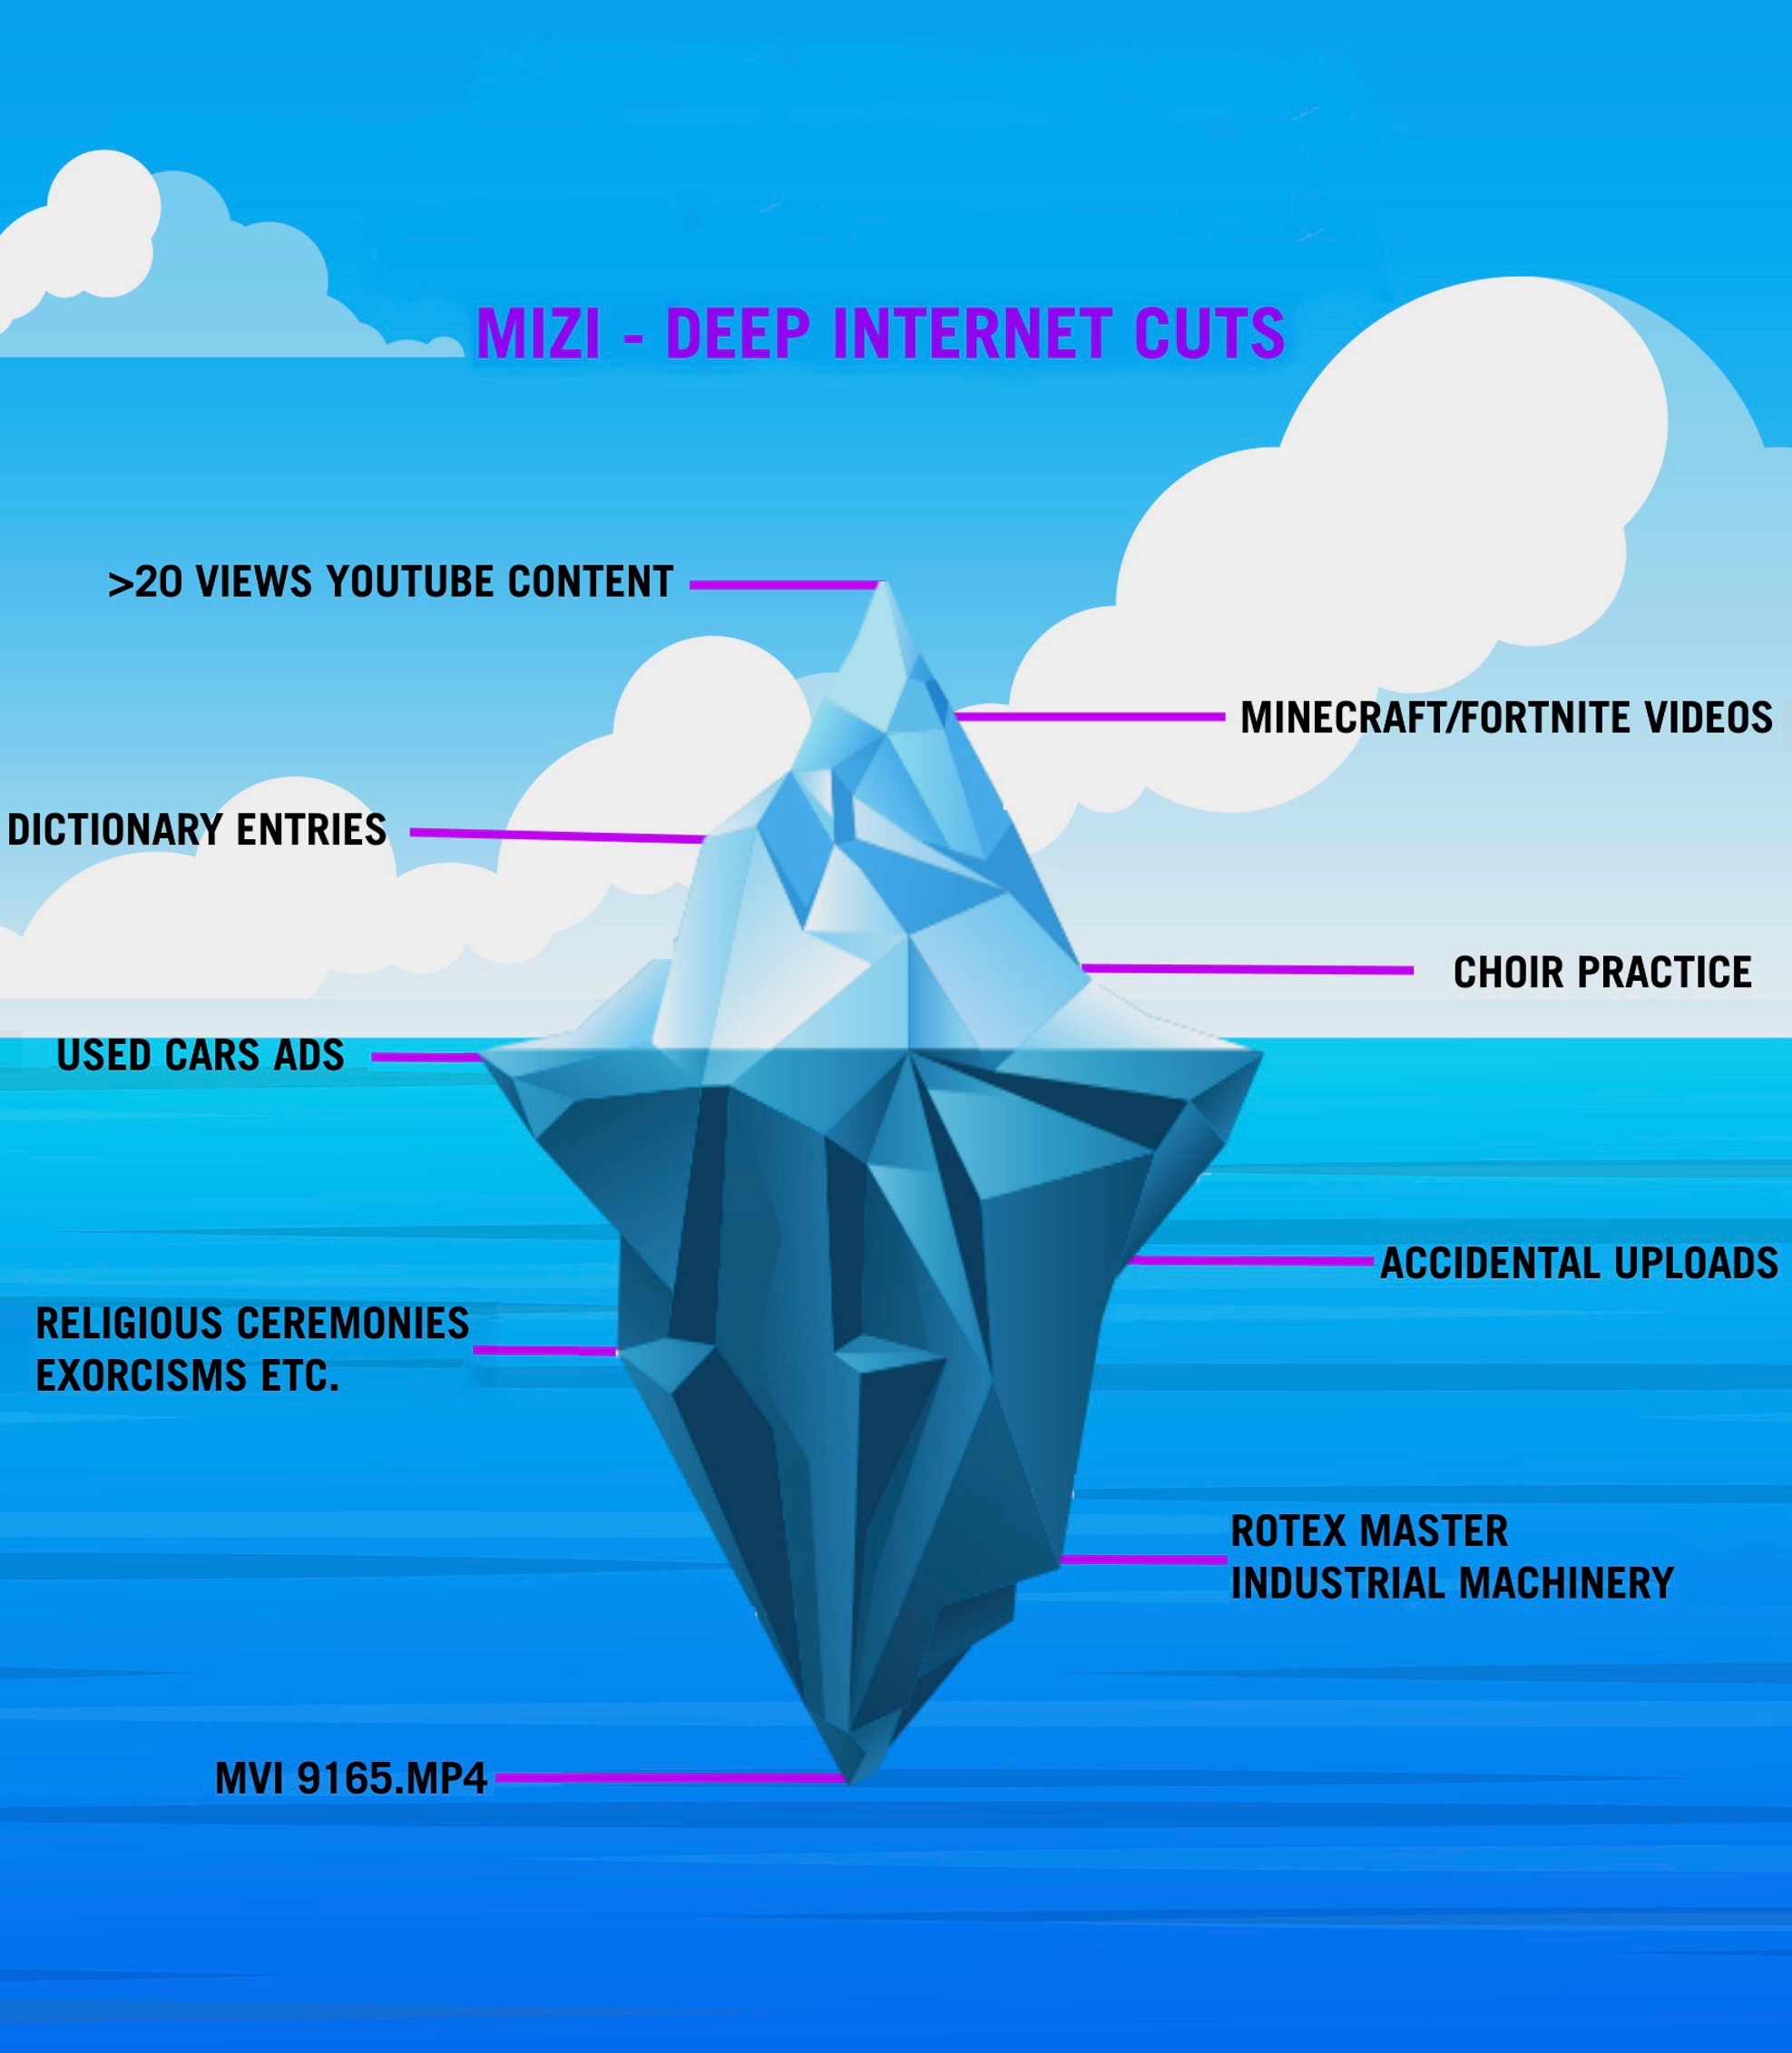 MIZI - DEEP INTERNET CUTS
>20 VIEWS YOUTUBE CONTENT
MINECRAFT/FORTNITE VIDEOS
DICTIONARY ENTRIES
CHOIR PRACTICE
USED CARS ADS
ACCIDENTAL UPLOADS
RELIGIOUS CEREMONIES
EXORCISMS ETC.
ROTEX MASTER
INDUSTRIAL MACHINERY
MVI 9165.MP4